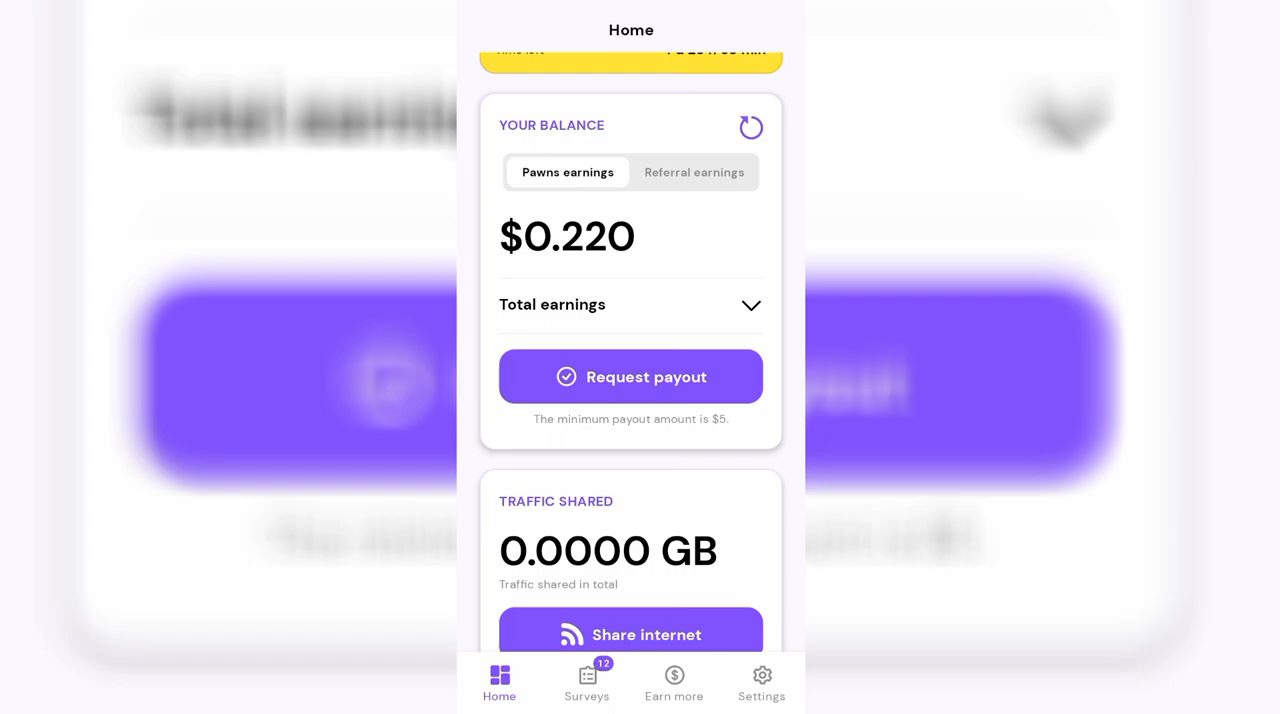 Home
YOUR BALANCE
Pawns earnings
Referral earnings
$0.220
Total earnings
Request payout
The minimum payout amount is $5.
TRAFFIC SHARED
0.0000 GB
Traffic shared in total
Share internet
12
Home
Surveys
Earn more
Settings